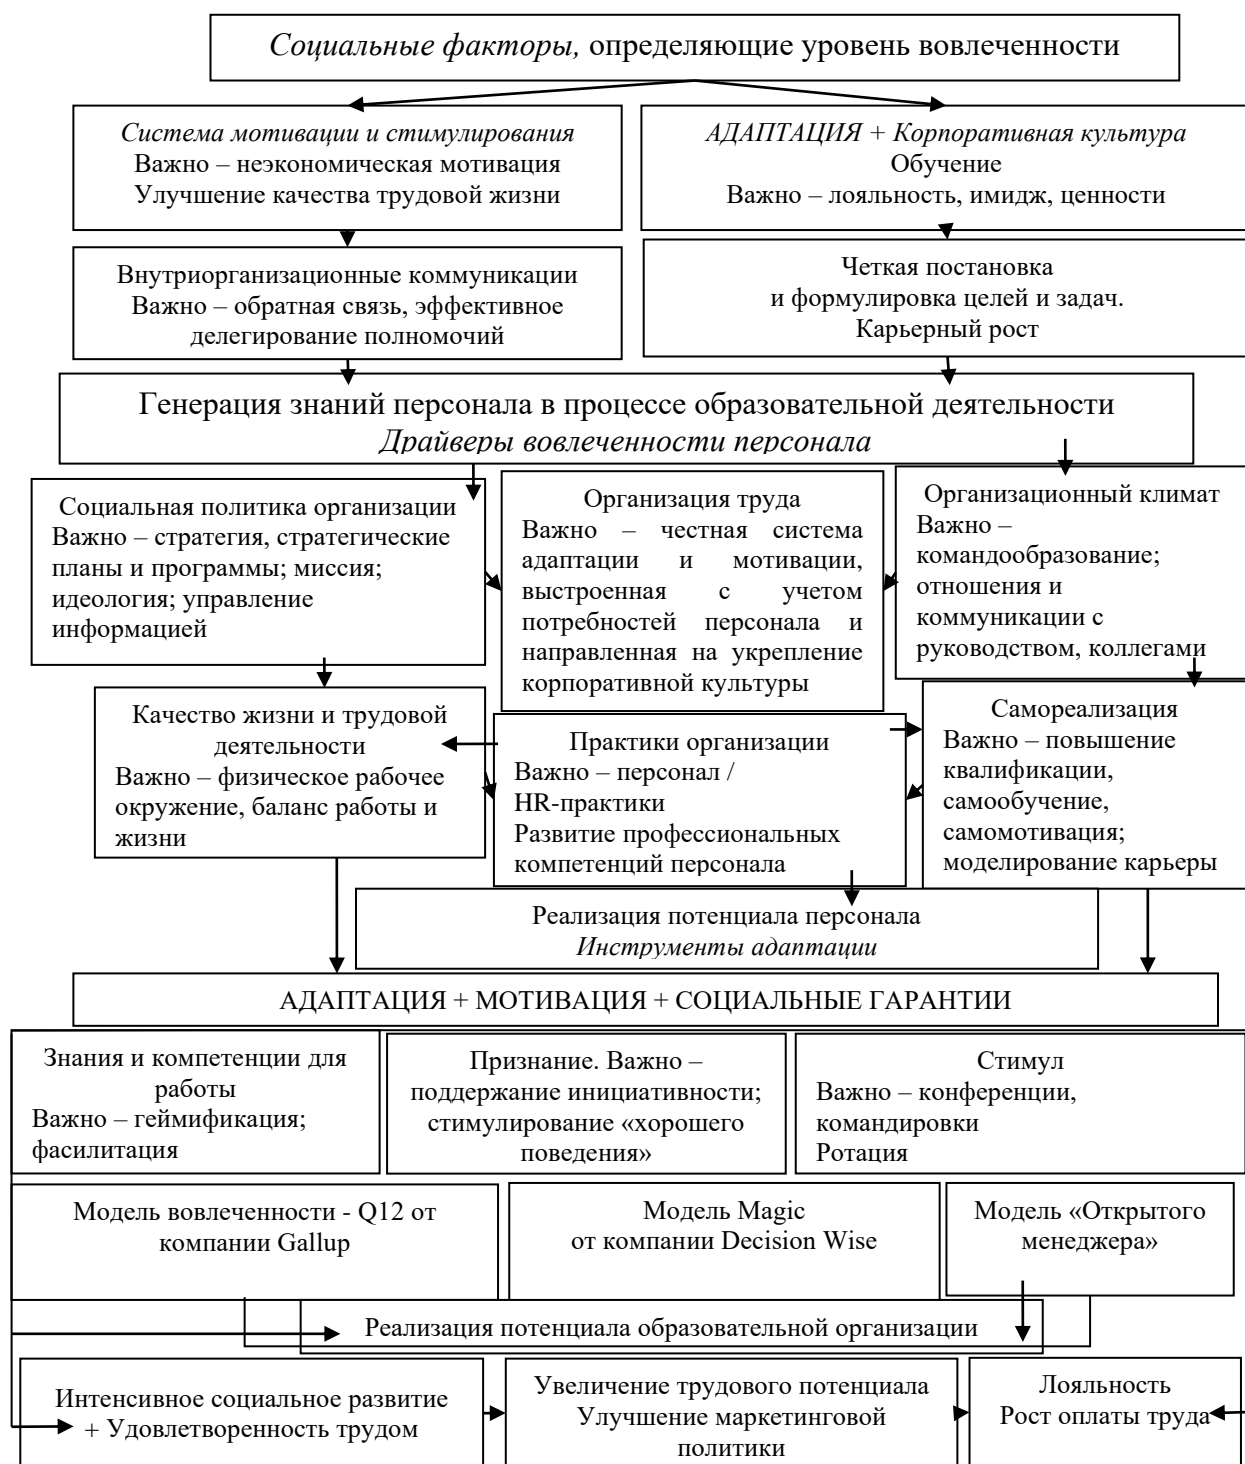 Социальные факторы, определяющие уровень вовлеченности
Система мотивации и стимулирования
Важно – неэкономическая мотивация
Улучшение качества трудовой жизни
АДАПТАЦИЯ + Корпоративная культура
Обучение
Важно – лояльность, имидж, ценности
Внутриорганизационные коммуникации
Важно – обратная связь, эффективное
делегирование полномочий
Четкая постановка
и формулировка целей и задач.
Карьерный рост
Генерация знаний персонала в процессе образовательной деятельности
Драйверы вовлеченности персонала
Социальная политика организации
Важно – стратегия, стратегические
планы и программы; миссия;
идеология; управление
информацией
Организация труда
Важно – честная система
адаптации и мотивации,
выстроенная с учетом
потребностей персонала и
направленная на укрепление
корпоративной культуры
Организационный климат
Важно –
командообразование;
отношения и
коммуникации с
руководством, коллегами
Качество жизни и трудовой
деятельности
Важно – физическое рабочее
окружение, баланс работы и
жизни
Практики организации
Важно – персонал /
HR-практики
Развитие профессиональных
компетенций персонала
Самореализация
Важно – повышение
квалификации,
самообучение,
самомотивация;
моделирование карьеры
Реализация потенциала персонала
Инструменты адаптации
АДАПТАЦИЯ + МОТИВАЦИЯ + СОЦИАЛЬНЫЕ ГАРАНТИИ
Знания и компетенции для
работы
Важно – геймификация;
фасилитация
Признание. Важно –
поддержание инициативности;
стимулирование «хорошего
поведения»
Стимул
Важно – конференции,
командировки
Ротация
Модель вовлеченности - Q12 от
компании Gallup
Модель Magic
от компании Decision Wise
Модель «Открытого
менеджера»
Реализация потенциала образовательной организации
Интенсивное социальное развитие
+ Удовлетворенность трудом
Увеличение трудового потенциала
Улучшение маркетинговой
политики
Лояльность
Рост оплаты труда